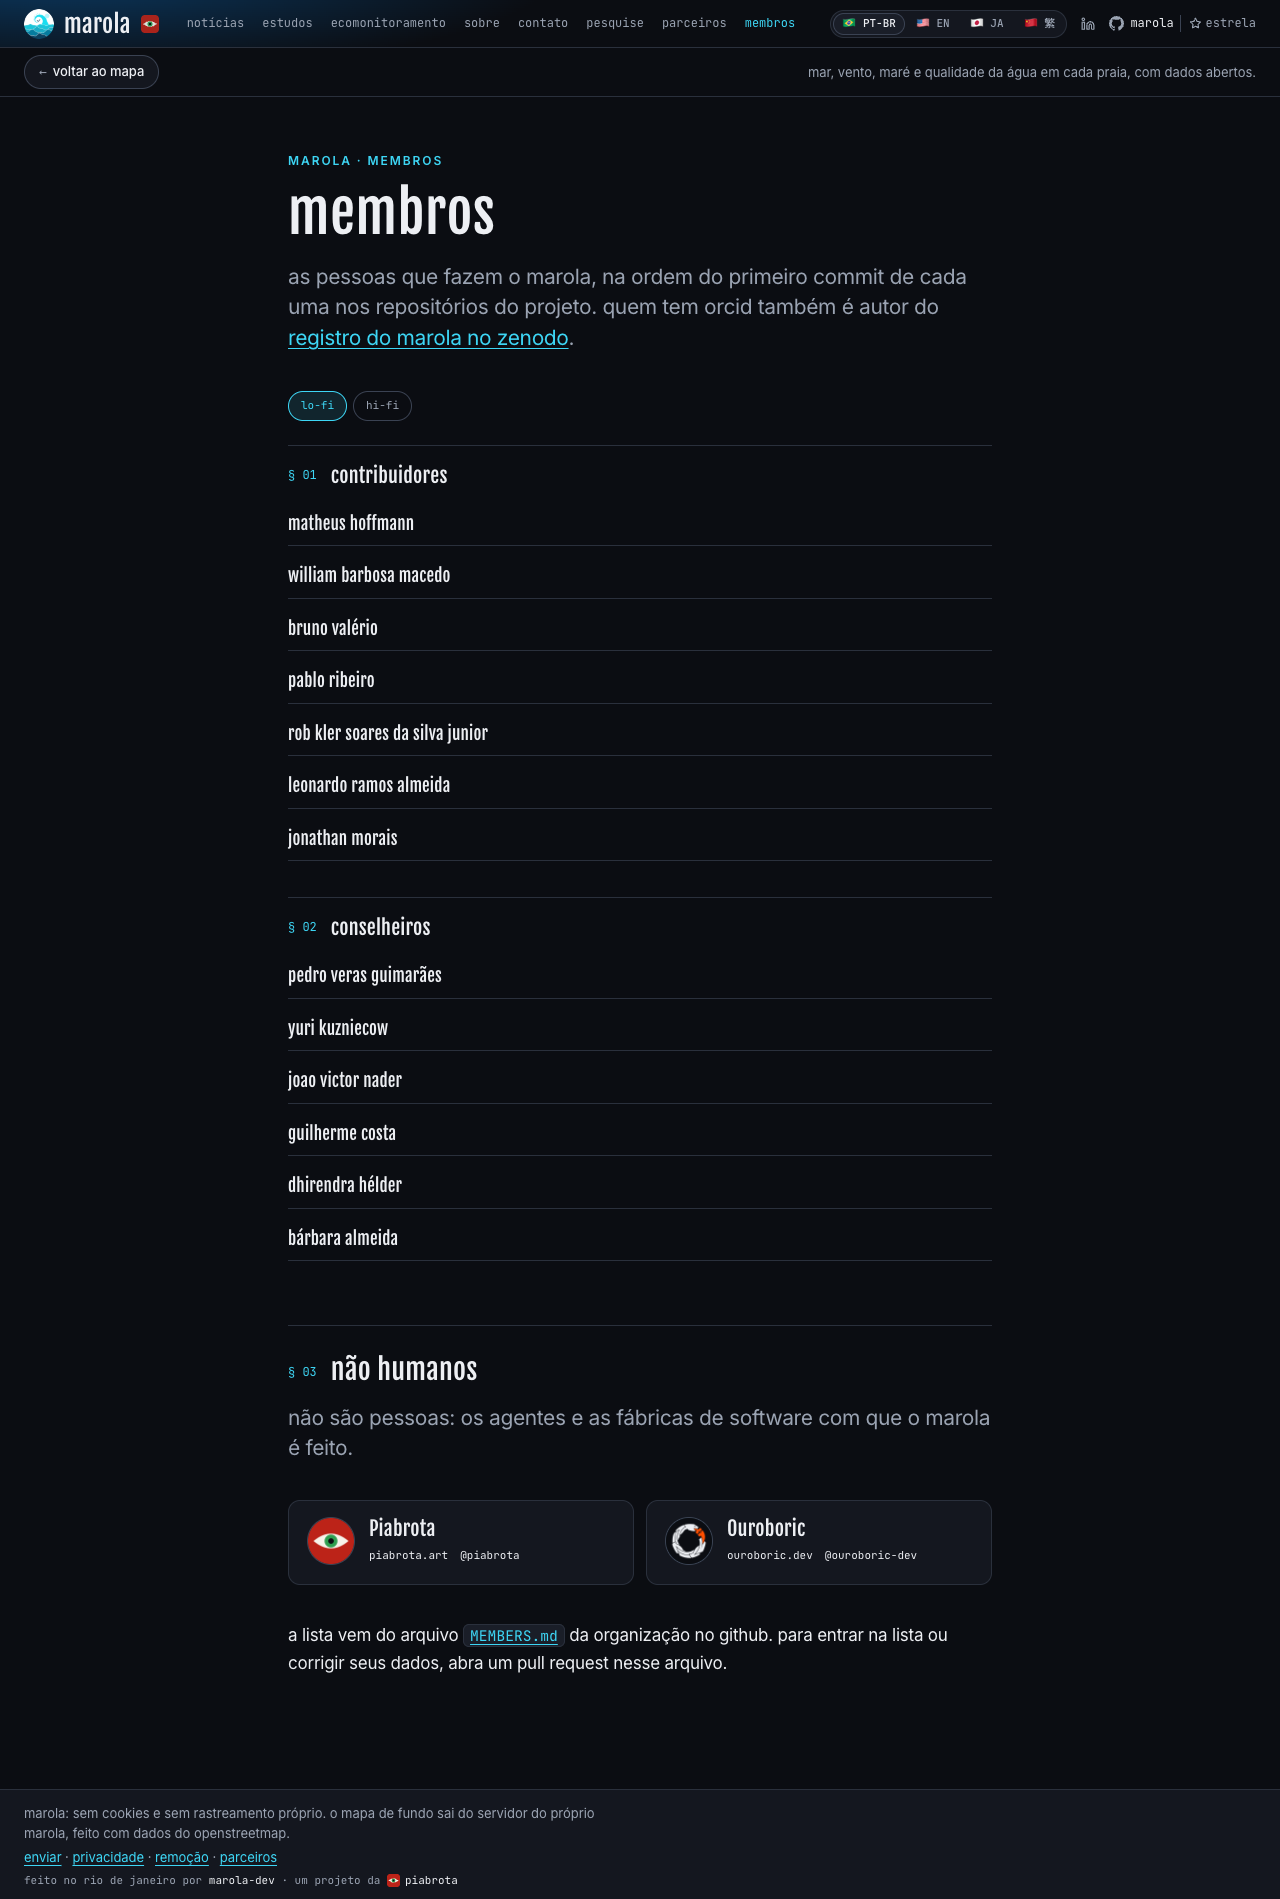 marola
notícias estudos ecomonitoramento sobre contato pesquise parceiros membros
PT-BR EN JA 繁
marola estrela
← voltar ao mapa
mar, vento, maré e qualidade da água em cada praia, com dados abertos.
MAROLA · MEMBROS
membros
as pessoas que fazem o marola, na ordem do primeiro commit de cada
uma nos repositórios do projeto. quem tem orcid também é autor do
registro do marola no zenodo.
lo-fi hi-fi
§ 01 contribuidores
matheus hoffmann
william barbosa macedo
bruno valério
pablo ribeiro
rob kler soares da silva junior
leonardo ramos almeida
jonathan morais
§ 02 conselheiros
pedro veras guimarães
yuri kuzniecow
joao victor nader
guilherme costa
dhirendra hélder
bárbara almeida
§ 03 não humanos
não são pessoas: os agentes e as fábricas de software com que o marola
é feito.
Piabrota
piabrota.art @piabrota
Ouroboric
ouroboric.dev @ouroboric-dev
a lista vem do arquivo MEMBERS.md da organização no github. para entrar na lista ou
corrigir seus dados, abra um pull request nesse arquivo.
marola: sem cookies e sem rastreamento próprio. o mapa de fundo sai do servidor do próprio
marola, feito com dados do openstreetmap.
enviar · privacidade · remoção · parceiros
feito no rio de janeiro por marola-dev · um projeto da piabrota